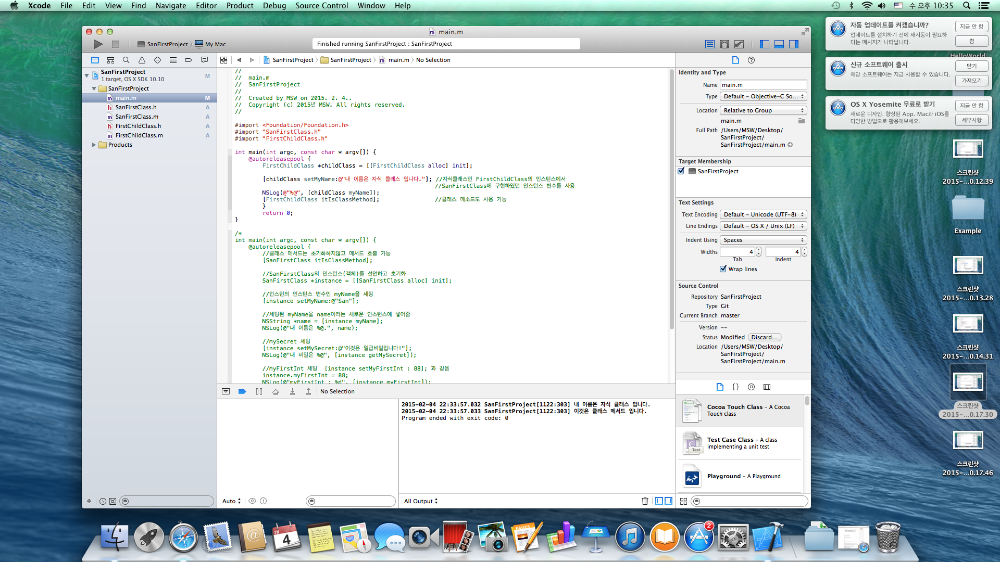 Xcode File Edit View Find Navigate Editor Product Debug Source Control Window Help
수 오후 10:35
main.m
SanFirstProject My Mac
Finished running SanFirstProject : SanFirstProject
SanFirstProject
1 target, OS X SDK 10.10
M
SanFirstProject
main.m M
SanFirstClass.h A
SanFirstClass.m A
FirstChildClass.h A
FirstChildClass.m A
Products
SanFirstProject SanFirstProject main.m No Selection
//
// main.m
// SanFirstProject
//
// Created by MSW on 2015. 2. 4..
// Copyright (c) 2015년 MSW. All rights reserved.
//
#import <Foundation/Foundation.h>
#import "SanFirstClass.h"
#import "FirstChildClass.h"
int main(int argc, const char * argv[]) {
@autoreleasepool {
FirstChildClass *childClass = [[FirstChildClass alloc] init];
[childClass setMyName:@"내 이름은 자식 클래스 입니다."]; //자식클래스인 FirstChildClass의 인스턴스에서
//SanFirstClass에 구현하였던 인스턴스 변수를 사용
NSLog(@"%@", [childClass myName]);
[FirstChildClass itIsClassMethod]; //클래스 메소드도 사용 가능
}
return 0;
}
/*
int main(int argc, const char * argv[]) {
@autoreleasepool {
//클래스 메서드는 초기화하지않고 메서드 호출 가능
[SanFirstClass itIsClassMethod];
//SanFirstClass의 인스턴스(객체)를 선언하고 초기화
SanFirstClass *instance = [[SanFirstClass alloc] init];
//인스턴의 인스턴스 변수인 myName을 세팅
[instance setMyName:@"San"];
//세팅된 myName을 name이라는 새로운 인스턴스에 넣어줌
NSString *name = [instance myName];
NSLog(@"내 이름은 %@.", name);
//mySecret 세팅
[instance setMySecret:@"이것은 일급비밀입니다!"];
NSLog(@"내 비밀은 %@", [instance getMySecret]);
//myFirstInt 세팅 [instance setMyFirstInt : 88]; 과 같음
instance.myFirstInt = 88;
NSLog(@"myFirstInt : %d", [instance myFirstInt]);
No Selection
2015-02-04 22:33:57.032 SanFirstProject[1122:303] 내 이름은 자식 클래스 입니다.
2015-02-04 22:33:57.033 SanFirstProject[1122:303] 이것은 클래스 메서드 입니다.
Program ended with exit code: 0
Auto
All Output
Identity and Type
Name main.m
Type Default - Objective-C So...
Location Relative to Group
main.m
Full Path /Users/MSW/Desktop/
SanFirstProject/
SanFirstProject/main.m
Target Membership
SanFirstProject
Text Settings
Text Encoding Default - Unicode (UTF-8)
Line Endings Default - OS X / Unix (LF)
Indent Using Spaces
Widths 4 4
Tab Indent
Wrap lines
Source Control
Repository SanFirstProject
Type Git
Current Branch master
Version --
Status Modified Discard...
Location /Users/MSW/Desktop/
SanFirstProject/
SanFirstProject/main.m
Cocoa Touch Class - A Cocoa
Touch class
Test
Test Case Class - A class
implementing a unit test
Playground - A Playground
자동 업데이트를 켜겠습니까?
업데이트를 설치하기 전에 재시동이 필요하
다는 메시지가 나타납니다.
지금 안 함
켬
HelloWorld
신규 소프트웨어 출시
해당 소프트웨어는 지금 사용할 수 있습니다.
닫기
가져오기
OS X Yosemite 무료로 받기
새로운 디자인. 향상된 App. Mac과 iOS를
다양한 방법으로 활용해보세요.
지금 안 함
세부사항
스크린샷
2015-...0.12.39
Example
스크린샷
2015-...0.13.28
스크린샷
2015-...0.14.31
스크린샷
2015-...0.17.30
스크린샷
2015-...0.17.46
2월
4
280
PAGES
2